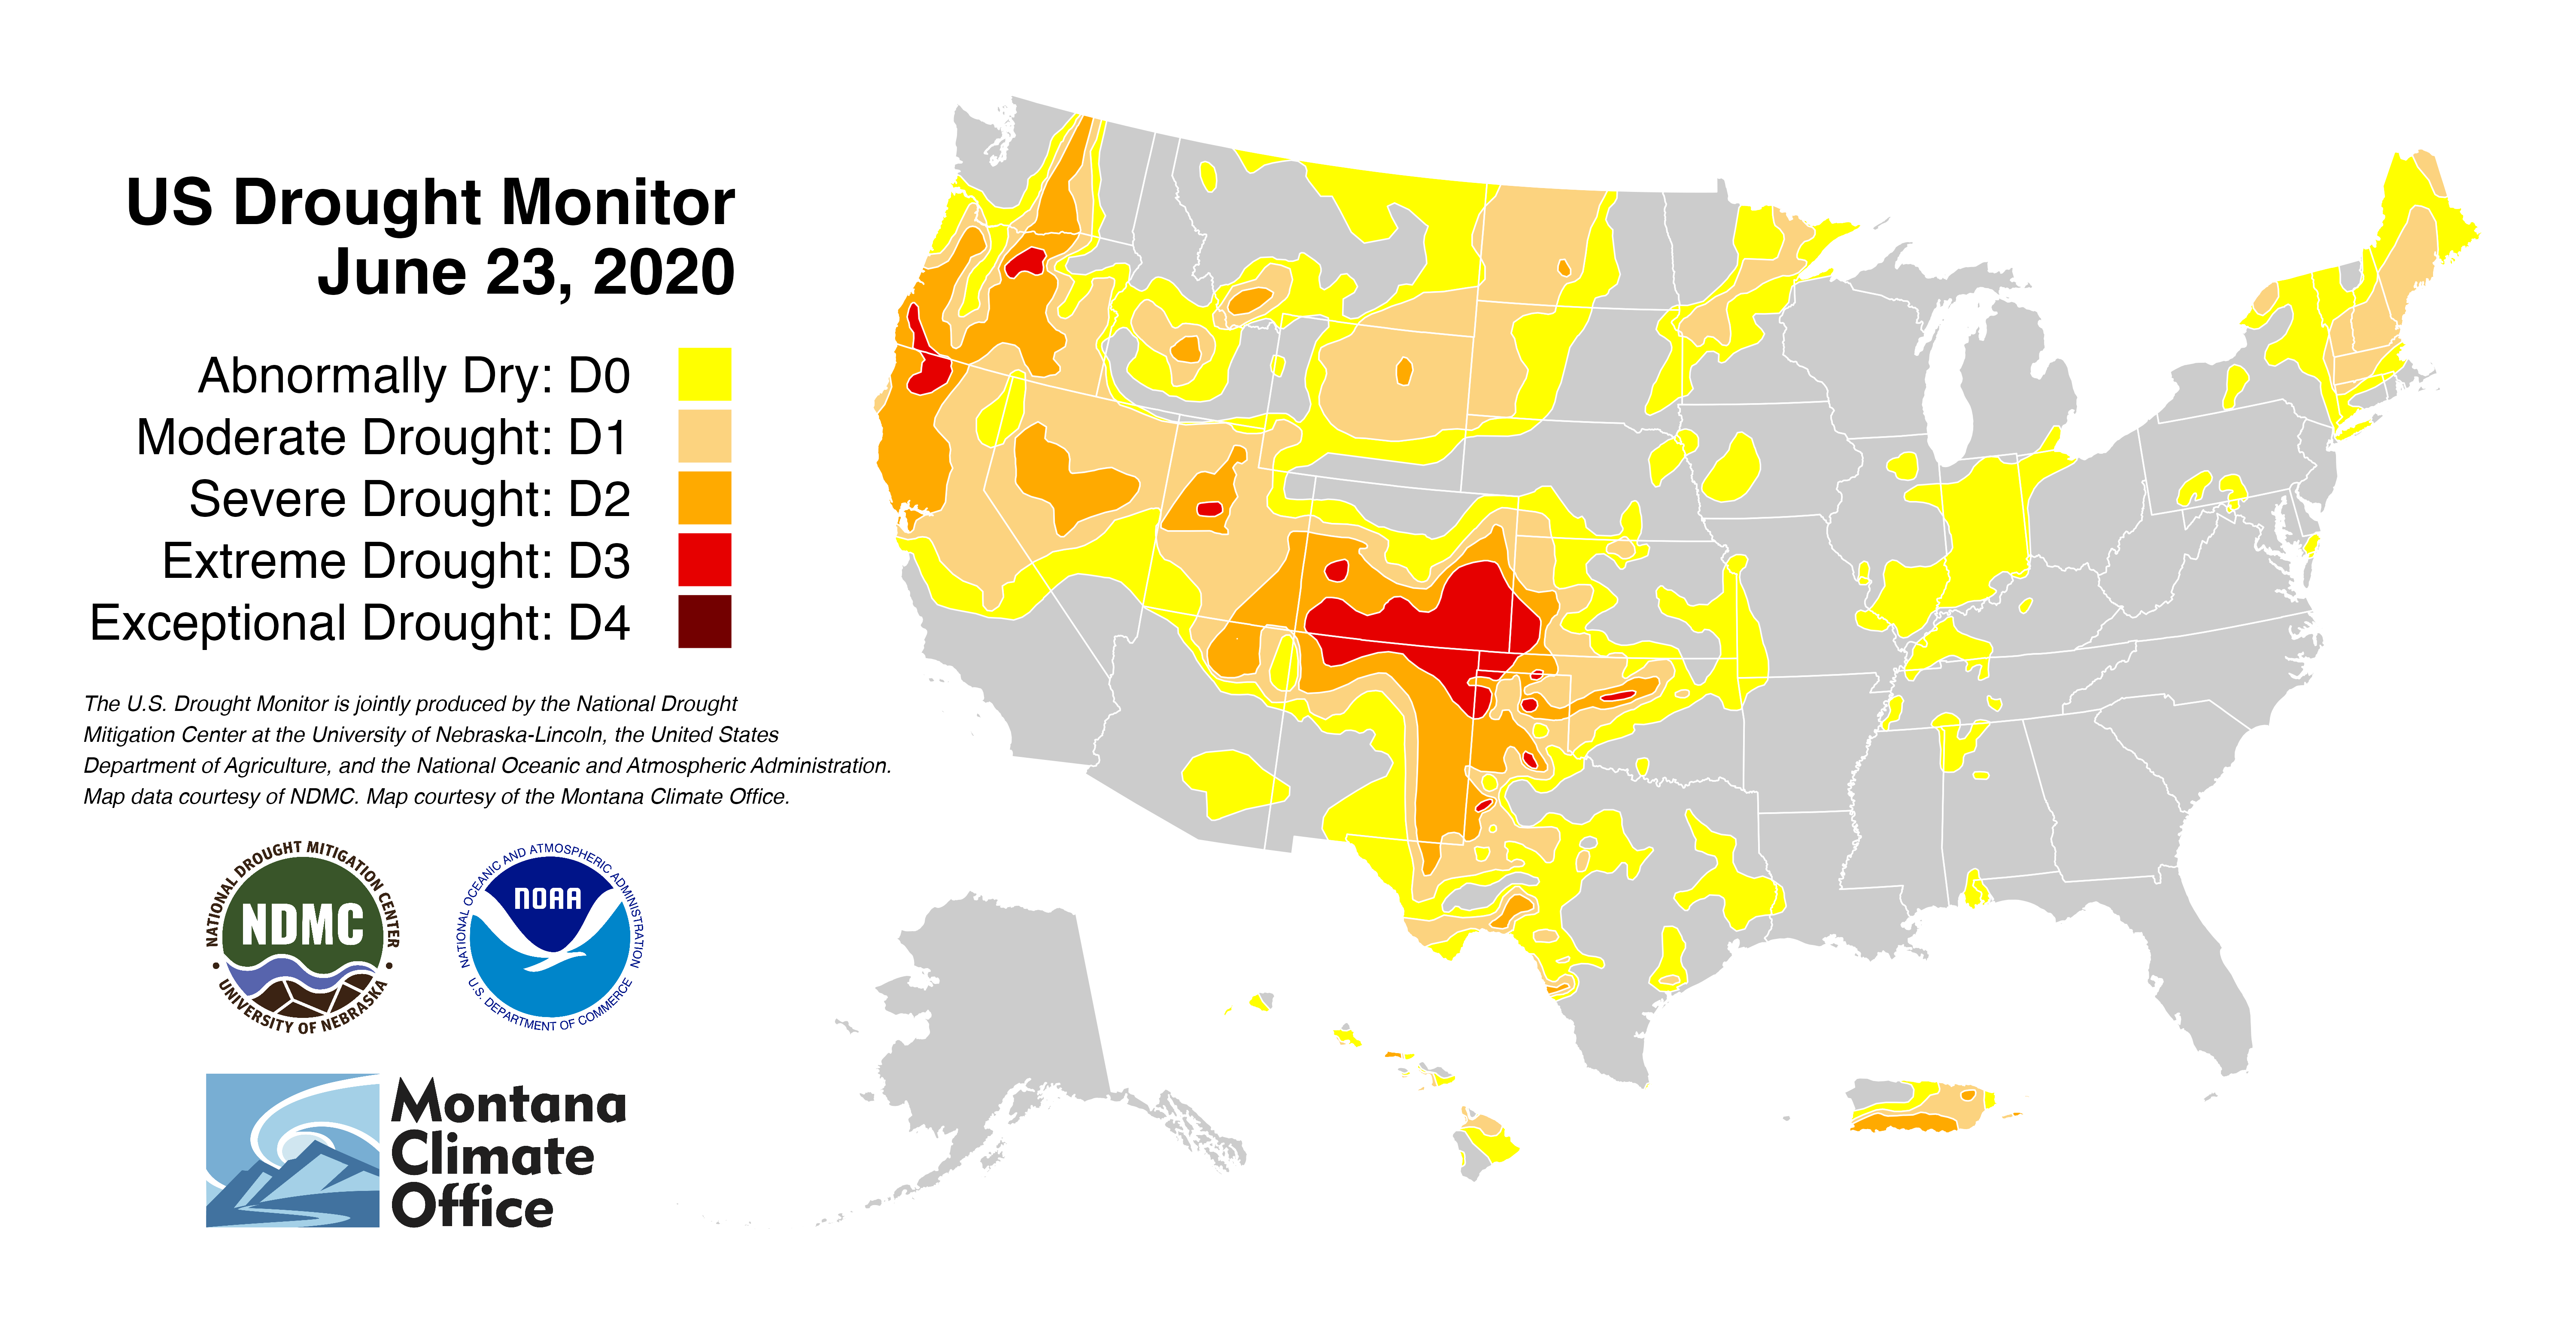 US Drought Monitor
June 23, 2020
Abnormally Dry: D0
Moderate Drought: D1
Severe Drought: D2
Extreme Drought: D3
Exceptional Drought: D4
The U.S. Drought Monitor is jointly produced by the National Drought
Mitigation Center at the University of Nebraska-Lincoln, the United States
Department of Agriculture, and the National Oceanic and Atmospheric Administration.
Map data courtesy of NDMC. Map courtesy of the Montana Climate Office.
NATIONAL DROUGHT MITIGATION CENTER
NDMC
UNIVERSITY OF NEBRASKA
NATIONAL OCEANIC AND ATMOSPHERIC ADMINISTRATION
NOAA
U.S. DEPARTMENT OF COMMERCE
Montana
Climate
Office